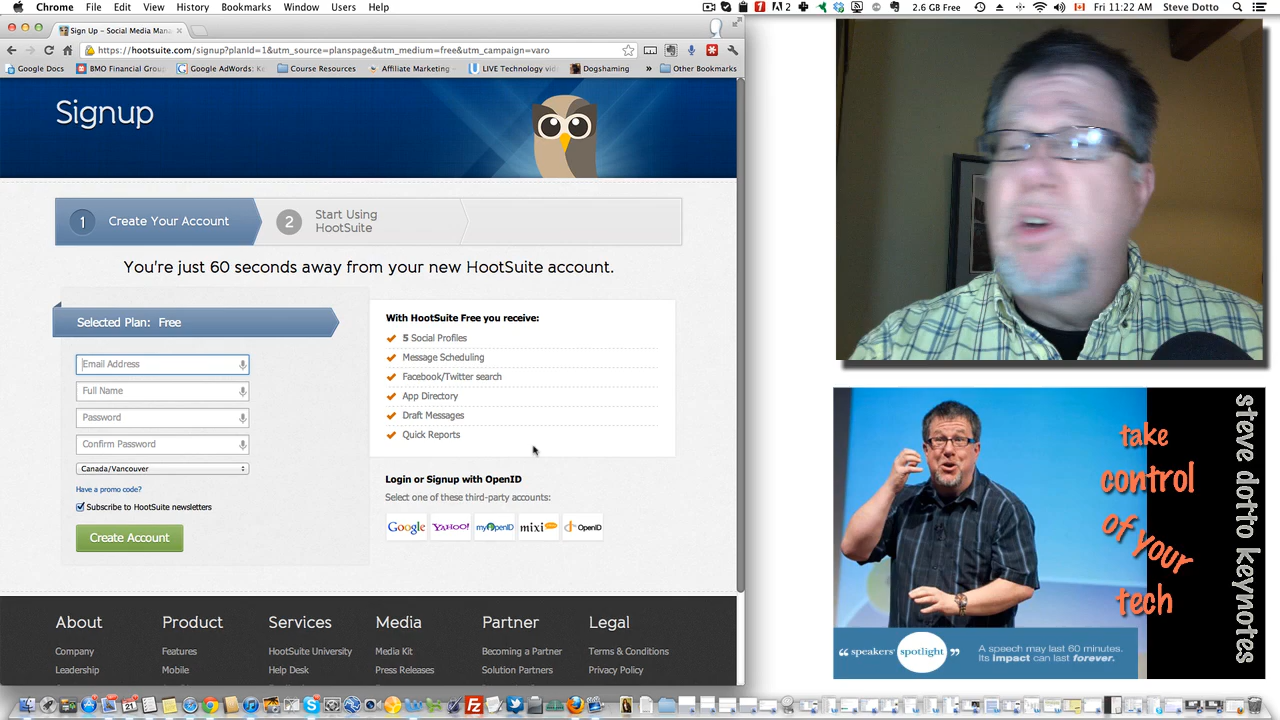 Chrome File Edit View History Bookmarks Window Users Help
2.6 GB Free Fri 11:22 AM Steve Dotto
Sign Up - Social Media Man
https://hootsuite.com/signup?planId=1&utm_source=planspage&utm_medium=free&utm_campaign=varo
Google Docs BMO Financial Grou Google AdWords: Ke Course Resources Affiliate Marketing - LIVE Technology vid Dogshaming » Other Bookmarks
Signup
1 Create Your Account
2 Start Using
HootSuite
You're just 60 seconds away from your new HootSuite account.
Selected Plan: Free
Email Address
Full Name
Password
Confirm Password
Canada/Vancouver
Have a promo code?
Subscribe to HootSuite newsletters
Create Account
With HootSuite Free you receive:
5 Social Profiles
Message Scheduling
Facebook/Twitter search
App Directory
Draft Messages
Quick Reports
Login or Signup with OpenID
Select one of these third-party accounts:
Google YAHOO! myOpenID mixi OpenID
About Product Services Media Partner Legal
Company Features HootSuite University Media Kit Becoming a Partner Terms & Conditions
Leadership Mobile Help Desk Press Releases Solution Partners Privacy Policy
take
control
of your
tech
steve dotto keynotes
“ speakers' spotlight ”
A speech may last 60 minutes.
Its impact can last forever.